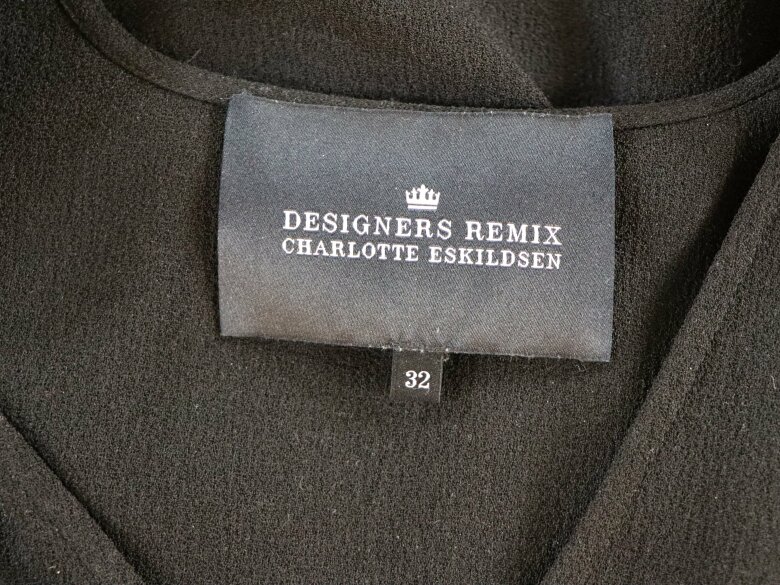 DESIGNERS REMIX
CHARLOTTE ESKILDSEN
32